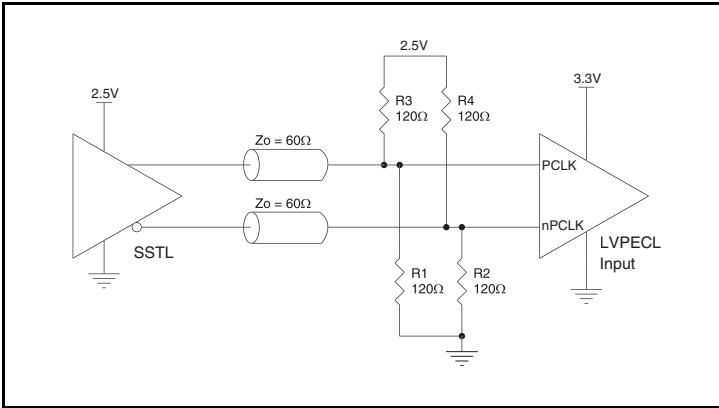 2.5V
2.5V
3.3V
R3
120Ω
R4
120Ω
Zo = 60Ω
PCLK
Zo = 60Ω
nPCLK
SSTL
LVPECL
Input
R1
120Ω
R2
120Ω